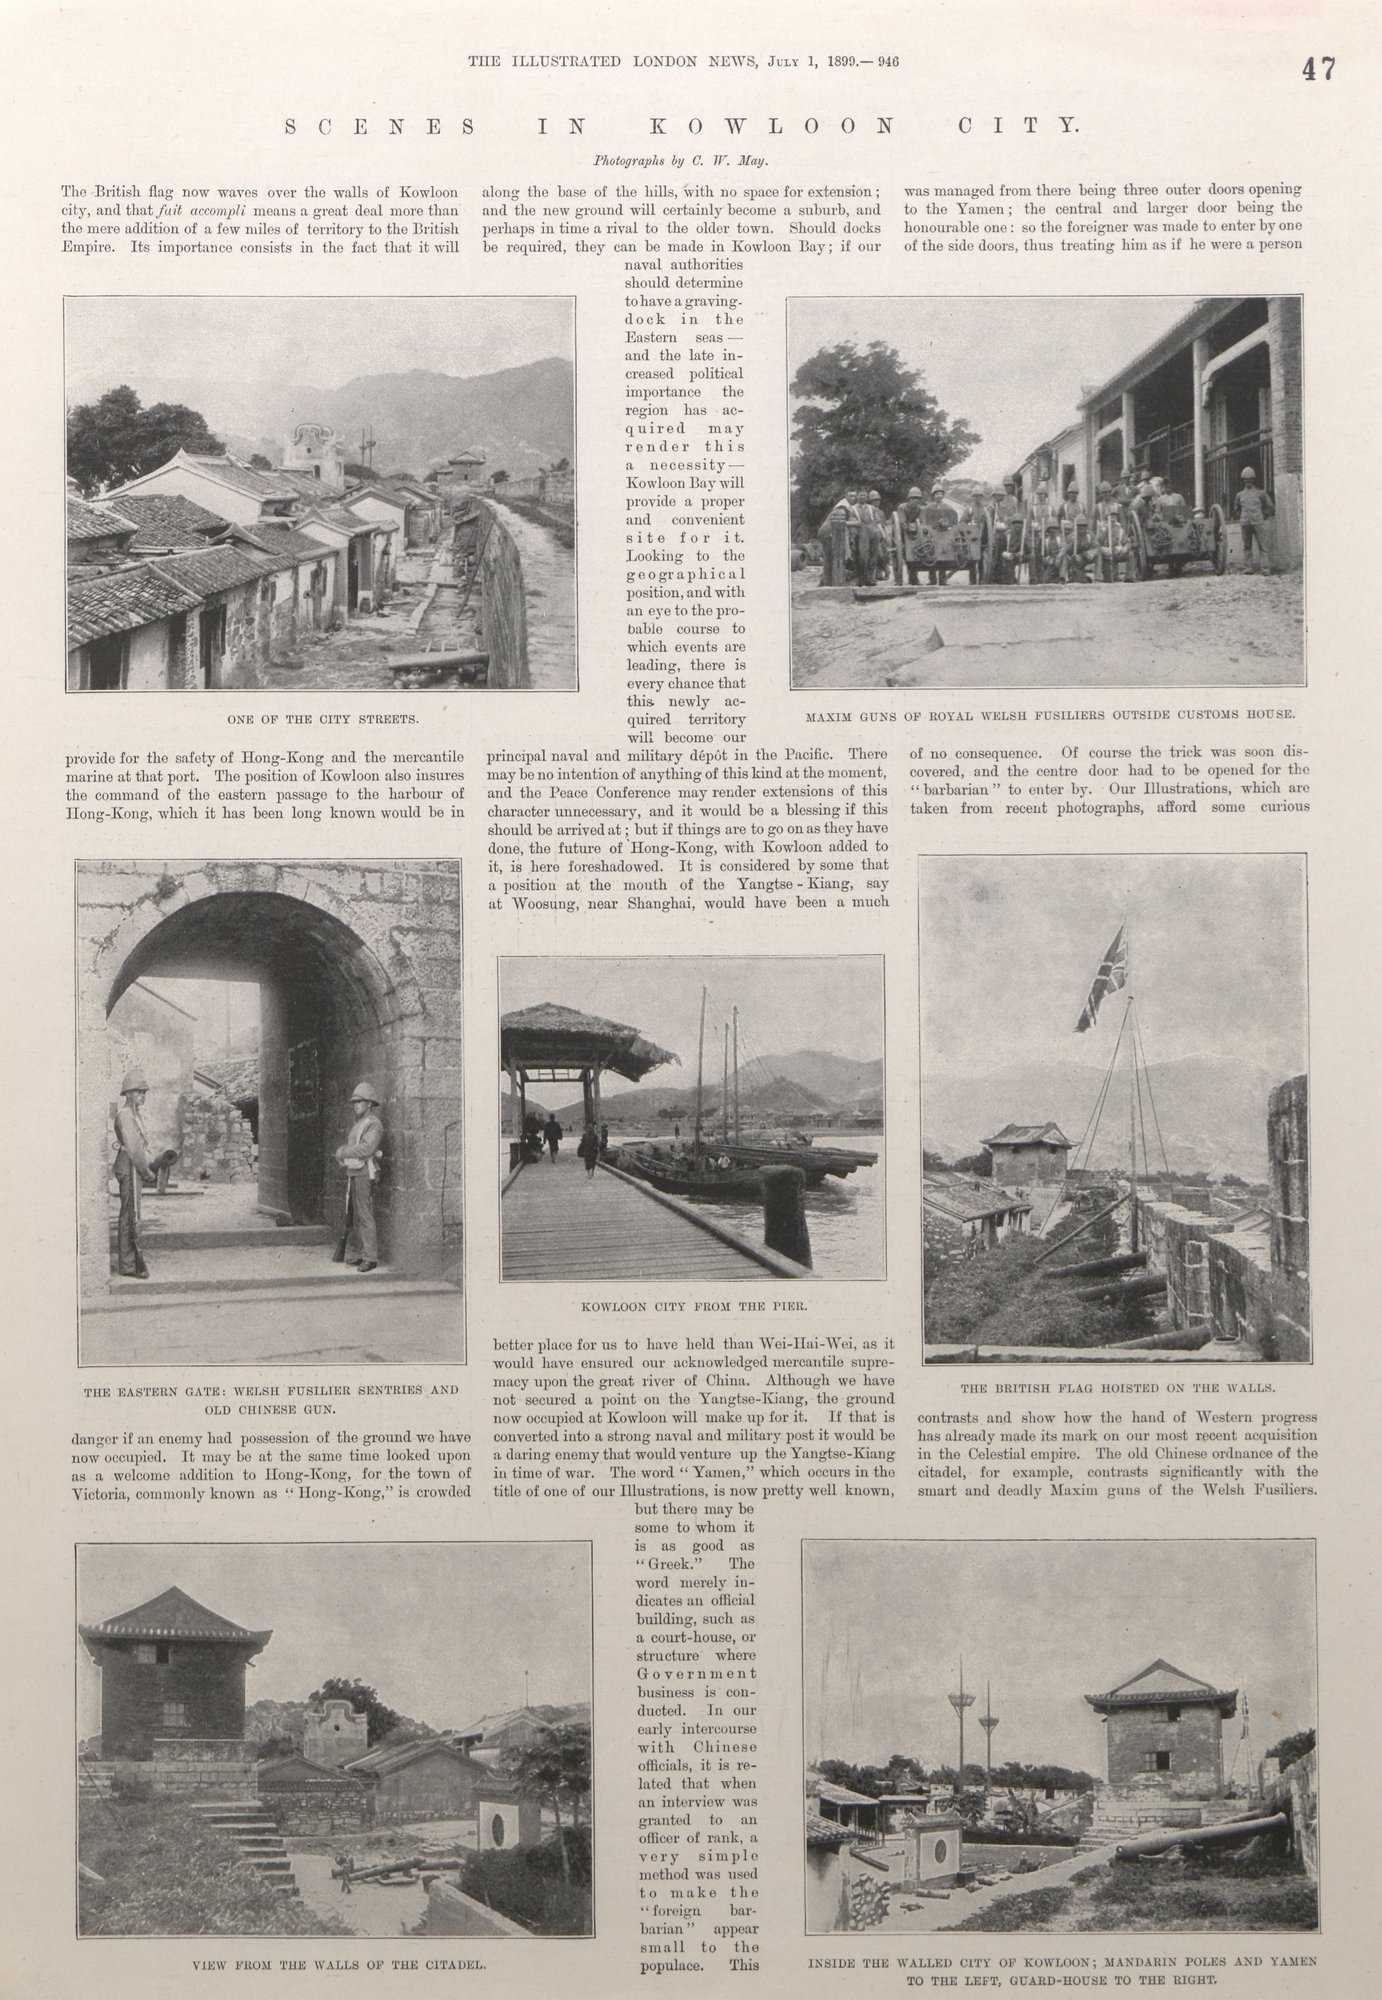 THE ILLUSTRATED LONDON NEWS, JULY 1, 1899.— 946
47
SCENES IN KOWLOON CITY.
Photographs by C. W. May.
The British flag now waves over the walls of Kowloon
city, and that fait accompli means a great deal more than
the mere addition of a few miles of territory to the British
Empire. Its importance consists in the fact that it will
ONE OF THE CITY STREETS.
provide for the safety of Hong-Kong and the mercantile
marine at that port. The position of Kowloon also insures
the command of the eastern passage to the harbour of
Hong-Kong, which it has been long known would be in
THE EASTERN GATE: WELSH FUSILIER SENTRIES AND
OLD CHINESE GUN.
danger if an enemy had possession of the ground we have
now occupied. It may be at the same time looked upon
as a welcome addition to Hong-Kong, for the town of
Victoria, commonly known as “ Hong-Kong,” is crowded
VIEW FROM THE WALLS OF THE CITADEL.
along the base of the hills, with no space for extension ;
and the new ground will certainly become a suburb, and
perhaps in time a rival to the older town. Should docks
be required, they can be made in Kowloon Bay; if our
naval authorities
should determine
to have a graving-
dock in the
Eastern seas —
and the late in-
creased political
importance the
region has ac-
quired may
render this
a necessity—
Kowloon Bay will
provide a proper
and convenient
site for it.
Looking to the
geographical
position, and with
an eye to the pro-
bable course to
which events are
leading, there is
every chance that
this newly ac-
quired territory
will become our
principal naval and military dépôt in the Pacific. There
may be no intention of anything of this kind at the moment,
and the Peace Conference may render extensions of this
character unnecessary, and it would be a blessing if this
should be arrived at ; but if things are to go on as they have
done, the future of Hong-Kong, with Kowloon added to
it, is here foreshadowed. It is considered by some that
a position at the mouth of the Yangtse - Kiang, say
at Woosung, near Shanghai, would have been a much
KOWLOON CITY FROM THE PIER.
better place for us to have held than Wei-Hai-Wei, as it
would have ensured our acknowledged mercantile supre-
macy upon the great river of China. Although we have
not secured a point on the Yangtse-Kiang, the ground
now occupied at Kowloon will make up for it. If that is
converted into a strong naval and military post it would be
a daring enemy that would venture up the Yangtse-Kiang
in time of war. The word “ Yamen,” which occurs in the
title of one of our Illustrations, is now pretty well known,
but there may be
some to whom it
is as good as
“ Greek.” The
word merely in-
dicates an official
building, such as
a court-house, or
structure where
Government
business is con-
ducted. In our
early intercourse
with Chinese
officials, it is re-
lated that when
an interview was
granted to an
officer of rank, a
very simple
method was used
to make the
“ foreign bar-
barian ” appear
small to the
populace. This
was managed from there being three outer doors opening
to the Yamen ; the central and larger door being the
honourable one : so the foreigner was made to enter by one
of the side doors, thus treating him as if he were a person
MAXIM GUNS OF ROYAL WELSH FUSILIERS OUTSIDE CUSTOMS HOUSE.
of no consequence. Of course the trick was soon dis-
covered, and the centre door had to be opened for the
“ barbarian ” to enter by. Our Illustrations, which are
taken from recent photographs, afford some curious
THE BRITISH FLAG HOISTED ON THE WALLS.
contrasts and show how the hand of Western progress
has already made its mark on our most recent acquisition
in the Celestial empire. The old Chinese ordnance of the
citadel, for example, contrasts significantly with the
smart and deadly Maxim guns of the Welsh Fusiliers.
INSIDE THE WALLED CITY OF KOWLOON; MANDARIN POLES AND YAMEN
TO THE LEFT, GUARD-HOUSE TO THE RIGHT.